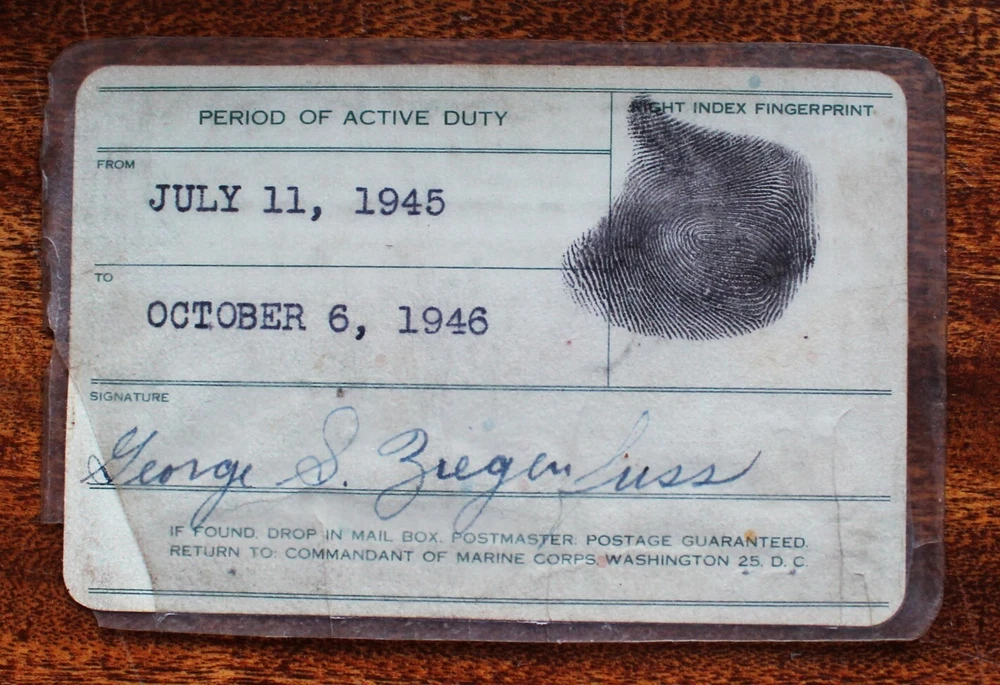 PERIOD OF ACTIVE DUTY
RIGHT INDEX FINGERPRINT
FROM
JULY 11, 1945
TO
OCTOBER 6, 1946
SIGNATURE
George S. Ziegenfuss
IF FOUND, DROP IN MAIL BOX. POSTMASTER: POSTAGE GUARANTEED.
RETURN TO: COMMANDANT OF MARINE CORPS, WASHINGTON 25, D. C.